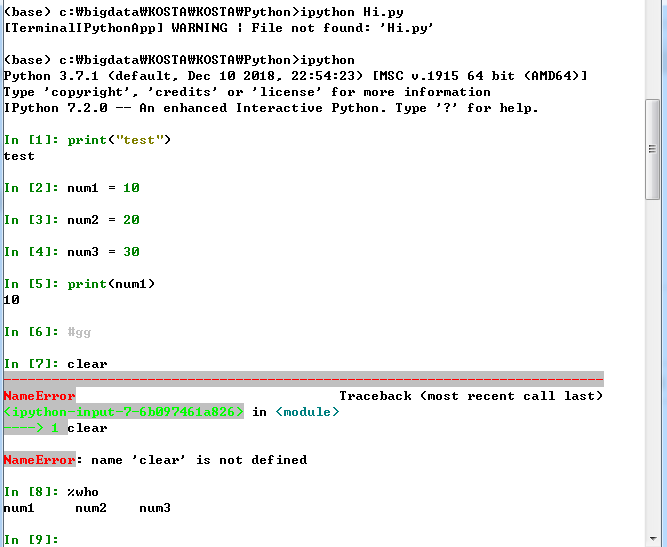 (base) c:₩bigdata₩KOSTA₩KOSTA₩Python>ipython Hi.py
[TerminalIPythonApp] WARNING | File not found: 'Hi.py'
(base) c:₩bigdata₩KOSTA₩KOSTA₩Python>ipython
Python 3.7.1 (default, Dec 10 2018, 22:54:23) [MSC v.1915 64 bit (AMD64)]
Type 'copyright', 'credits' or 'license' for more information
IPython 7.2.0 -- An enhanced Interactive Python. Type '?' for help.
In [1]: print("test")
test
In [2]: num1 = 10
In [3]: num2 = 20
In [4]: num3 = 30
In [5]: print(num1)
10
In [6]: #gg
In [7]: clear
---------------------------------------------------------------------------
NameError                                 Traceback (most recent call last)
<ipython-input-7-6b097461a826> in <module>
----> 1 clear
NameError: name 'clear' is not defined
In [8]: %who
num1     num2    num3
In [9]: